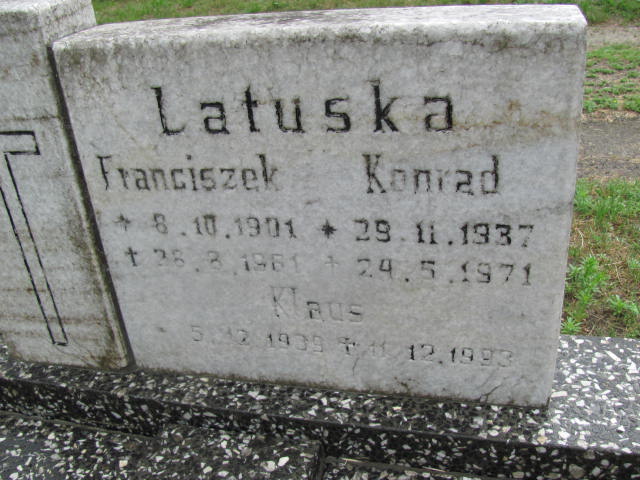 Latuska
Franciszek Konrad
* 8.10.1901 * 29.11.1937
† 26.8.1961 † 24.5.1971
Klaus
5.12.1939 † 11.12.1993